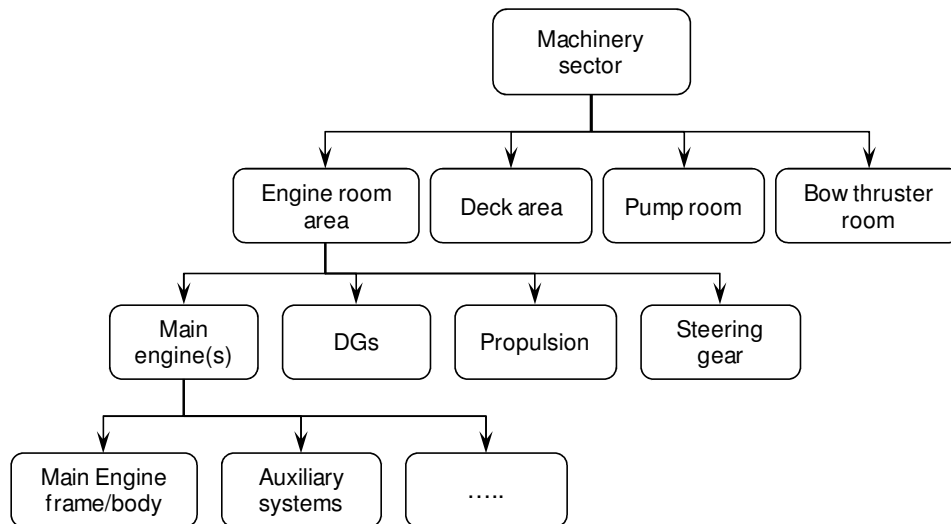 Machinery
sector
Engine room
area
Deck area
Pump room
Bow thruster
room
Main
engine(s)
DGs
Propulsion
Steering
gear
Main Engine
frame/body
Auxiliary
systems
…..